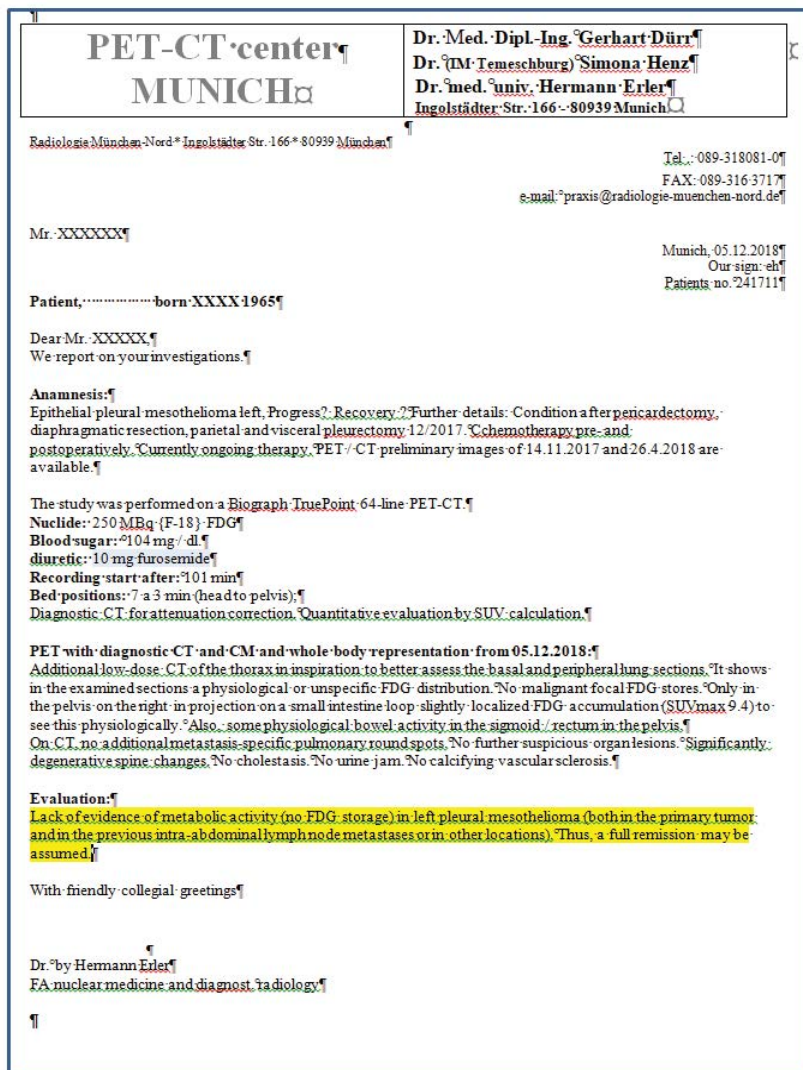 PET-CT center
MUNICH
Dr. Med. Dipl.-Ing. Gerhart Dürr
Dr. (IM Temeschburg) Simona Henz
Dr. med. univ. Hermann Erler
Ingolstädter Str. 166 - 80939 Munich
Radiologie München-Nord * Ingolstädter Str. 166 * 80939 München
Tel .: 089-318081-0
FAX: 089-316 3717
e-mail: praxis@radiologie-muenchen-nord.de
Mr. XXXXXX
Munich, 05.12.2018
Our sign: eh
Patients no. 241711
Patient, born XXXX 1965
Dear Mr. XXXXX,
We report on your investigations.
Anamnesis:
Epithelial pleural mesothelioma left, Progress? Recovery ? Further details: Condition after pericardectomy,
diaphragmatic resection, parietal and visceral pleurectomy 12/2017. Cchemotherapy pre- and
postoperatively. Currently ongoing therapy. PET / CT preliminary images of 14.11.2017 and 26.4.2018 are
available.
The study was performed on a Biograph TruePoint 64-line PET-CT.
Nuclide: 250 MBq {F-18} FDG
Blood sugar: 104 mg / dl.
diuretic: 10 mg furosemide
Recording start after: 101 min
Bed positions: 7 a 3 min (head to pelvis);
Diagnostic CT for attenuation correction. Quantitative evaluation by SUV calculation.
PET with diagnostic CT and CM and whole body representation from 05.12.2018:
Additional low-dose CT of the thorax in inspiration to better assess the basal and peripheral lung sections. It shows
in the examined sections a physiological or unspecific FDG distribution. No malignant focal FDG stores. Only in
the pelvis on the right in projection on a small intestine loop slightly localized FDG accumulation (SUVmax 9.4) to
see this physiologically. Also, some physiological bowel activity in the sigmoid / rectum in the pelvis.
On CT, no additional metastasis-specific pulmonary round spots. No further suspicious organ lesions. Significantly
degenerative spine changes. No cholestasis. No urine jam. No calcifying vascular sclerosis.
Evaluation:
Lack of evidence of metabolic activity (no FDG storage) in left pleural mesothelioma (both in the primary tumor
and in the previous intra-abdominal lymph node metastases or in other locations). Thus, a full remission may be
assumed.
With friendly collegial greetings
Dr. by Hermann Erler
FA nuclear medicine and diagnost. radiology